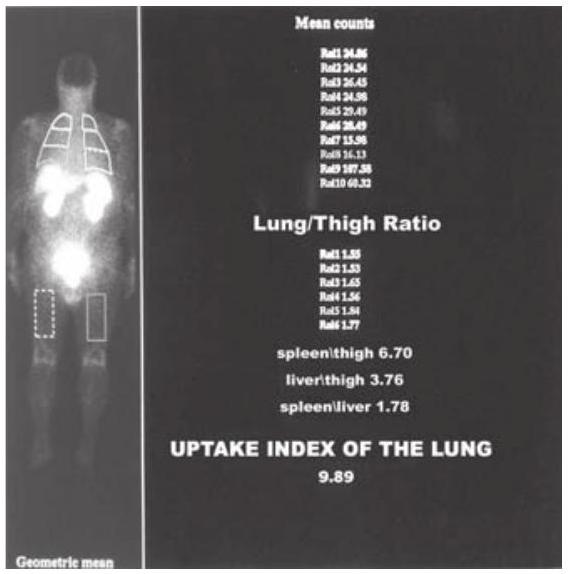 Mean counts
Roi1 24.86
Roi2 24.54
Roi3 26.45
Roi4 24.98
Roi5 29.49
Roi6 28.49
Roi7 15.98
Roi8 16.13
Roi9 107.58
Roi10 60.32
Lung/Thigh Ratio
Roi1 1.55
Roi2 1.53
Roi3 1.65
Roi4 1.56
Roi5 1.84
Roi6 1.77
spleen\thigh 6.70
liver\thigh 3.76
spleen\liver 1.78
UPTAKE INDEX OF THE LUNG
9.89
Geometric mean